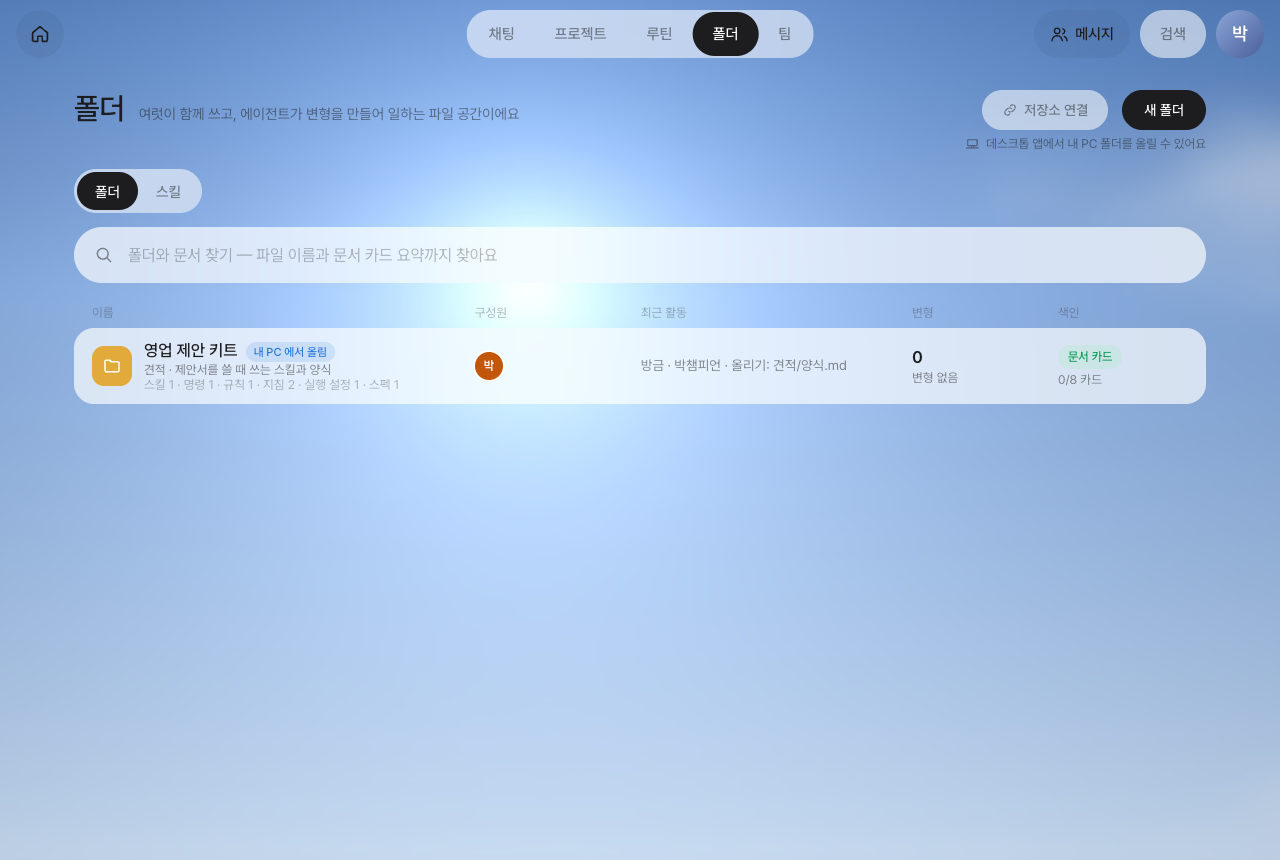 채팅
프로젝트
루틴
폴더
팀
메시지
검색
박
폴더
여럿이 함께 쓰고, 에이전트가 변형을 만들어 일하는 파일 공간이에요
저장소 연결
새 폴더
데스크톱 앱에서 내 PC 폴더를 올릴 수 있어요
폴더
스킬
폴더와 문서 찾기 — 파일 이름과 문서 카드 요약까지 찾아요
이름
구성원
최근 활동
변형
색인
영업 제안 키트
내 PC 에서 올림
견적 · 제안서를 쓸 때 쓰는 스킬과 양식
스킬 1 · 명령 1 · 규칙 1 · 지침 2 · 실행 설정 1 · 스펙 1
박
방금 · 박챔피언 · 올리기: 견적/양식.md
0
변형 없음
문서 카드
0/8 카드